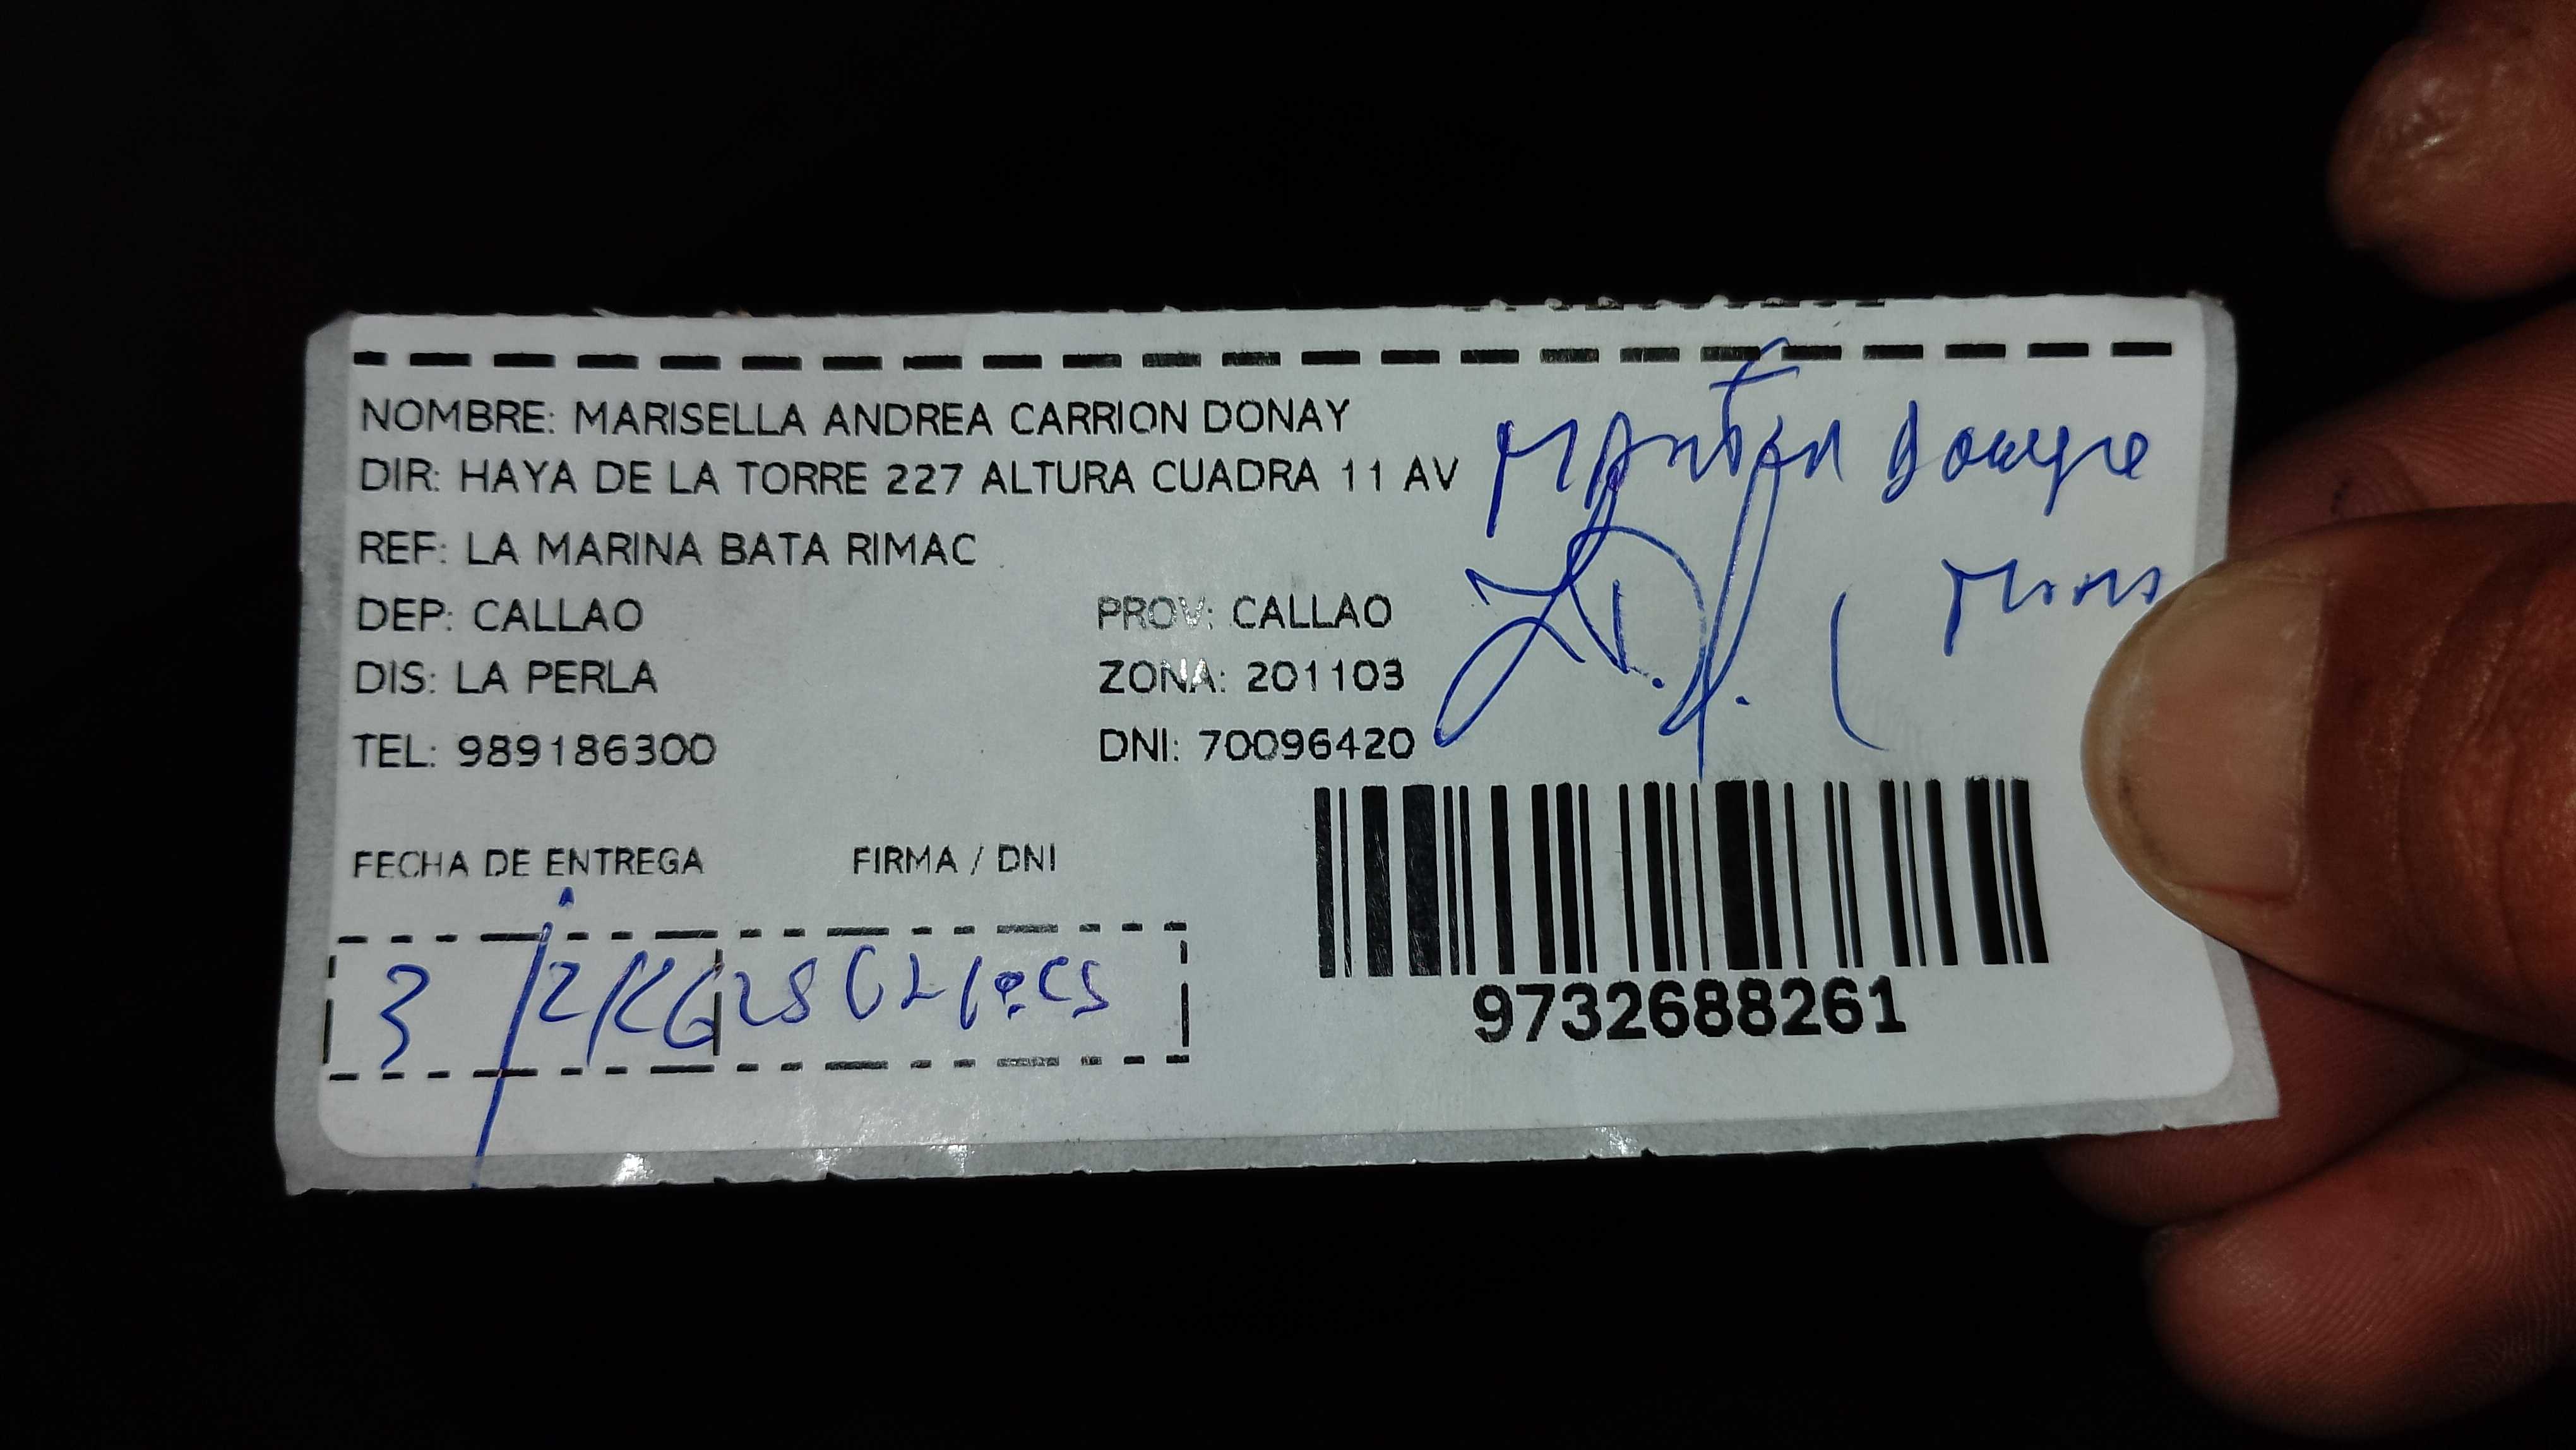 NOMBRE: MARISELLA ANDREA CARRION DONAY
DIR: HAYA DE LA TORRE 227 ALTURA CUADRA 11 AV
REF: LA MARINA BATA RIMAC
DEP: CALLAO PROV: CALLAO
DIS: LA PERLA ZONA: 201103
TEL: 989186300 DNI: 70096420
FECHA DE ENTREGA FIRMA / DNI
9732688261